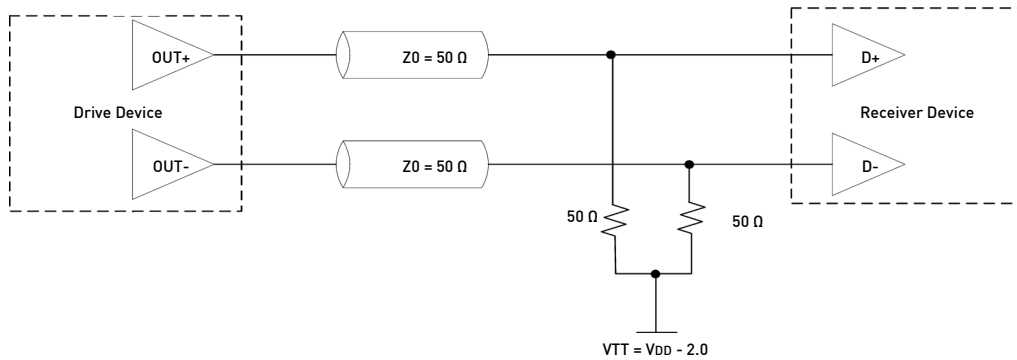 OUT+
Z0 = 50 Ω
D+
Drive Device
Receiver Device
OUT-
Z0 = 50 Ω
D-
50 Ω
50 Ω
VTT = VDD - 2.0